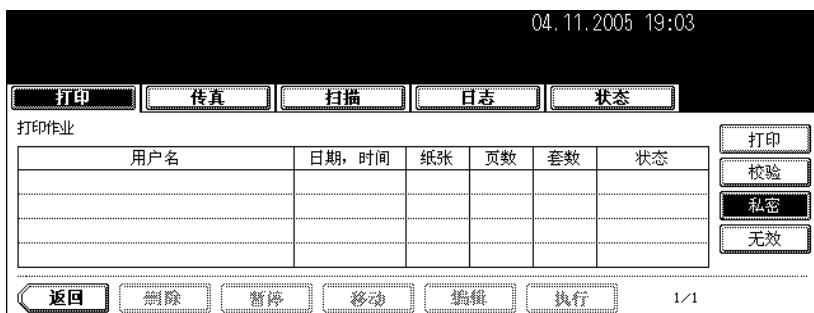 04.11.2005 19:03
打印 传真 扫描 日志 状态
打印作业
用户名 日期，时间 纸张 页数 套数 状态
打印
校验
私密
无效
返回 删除 暂停 移动 编辑 执行 1/1